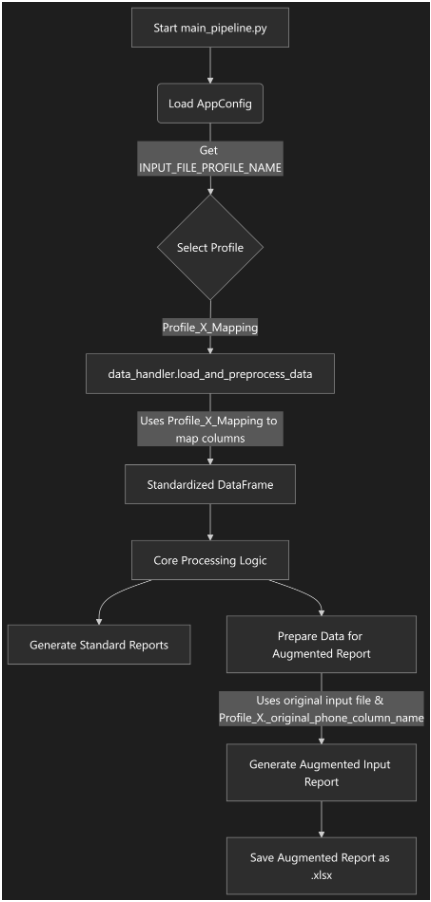 Start main_pipeline.py
Load AppConfig
Get
INPUT_FILE_PROFILE_NAME
Select Profile
Profile_X_Mapping
data_handler.load_and_preprocess_data
Uses Profile_X_Mapping to
map columns
Standardized DataFrame
Core Processing Logic
Generate Standard Reports
Prepare Data for
Augmented Report
Uses original input file &
Profile_X._original_phone_column_name
Generate Augmented Input
Report
Save Augmented Report as
.xlsx